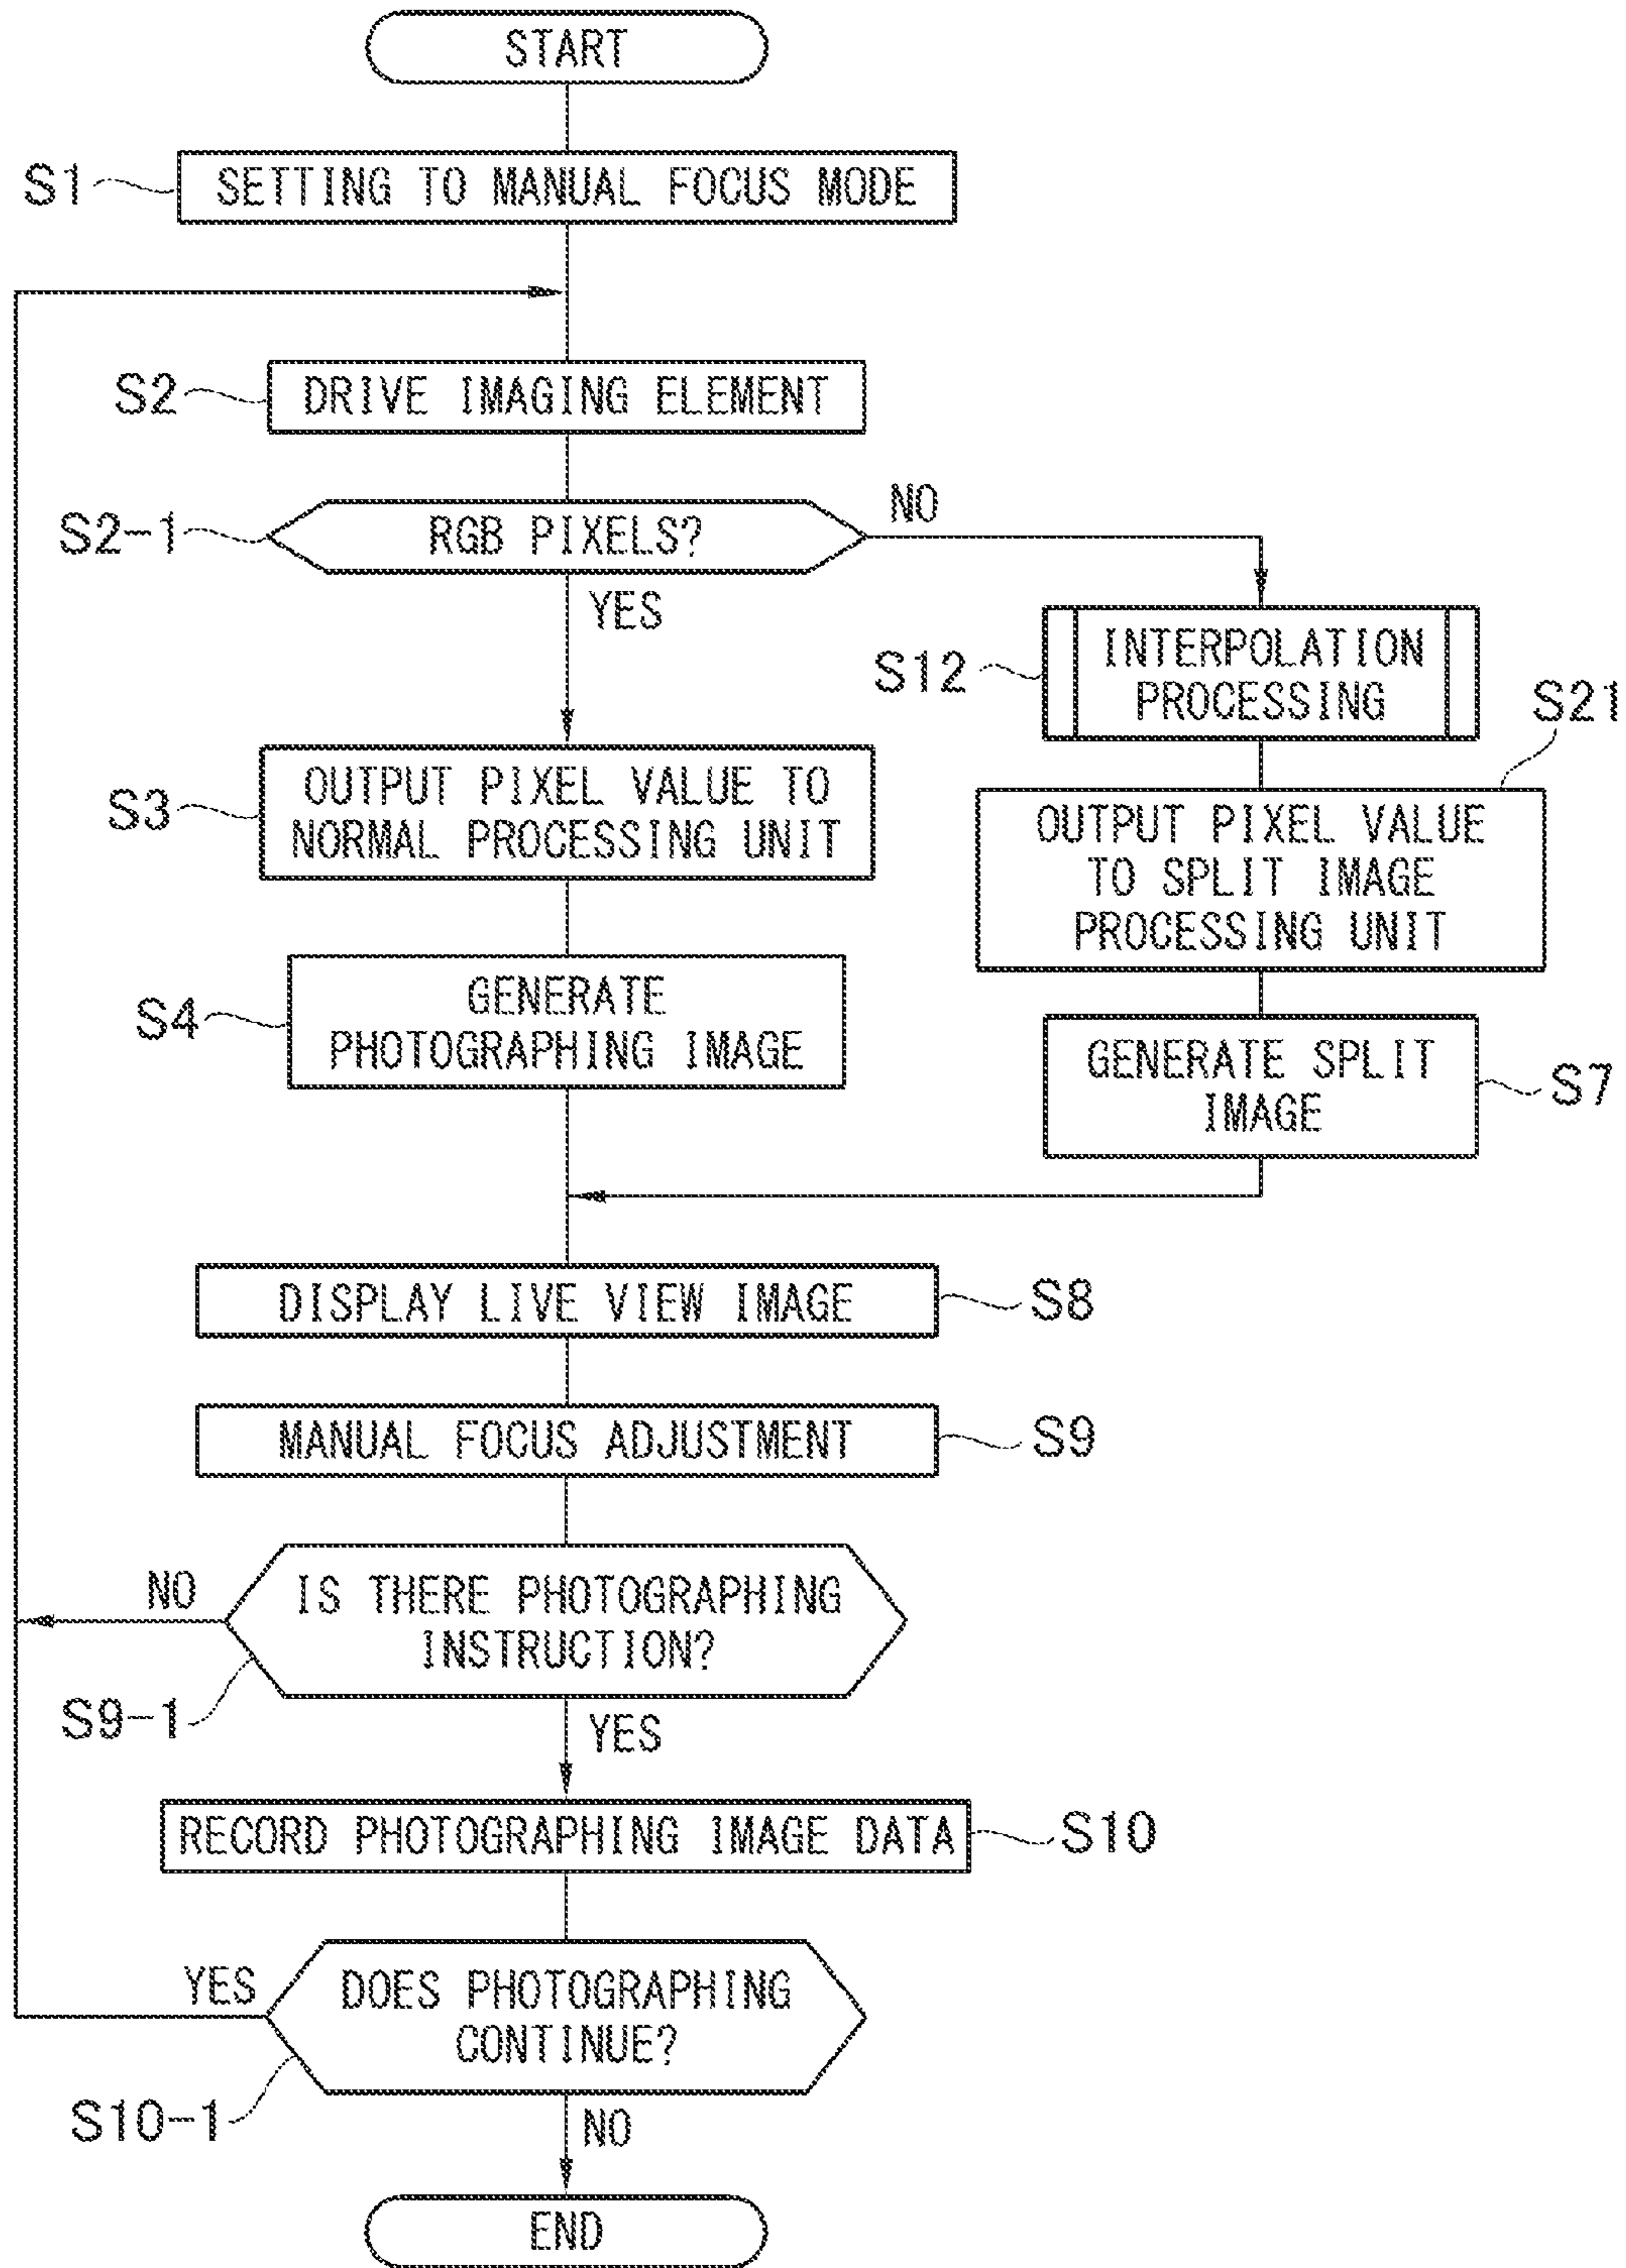 START
S1
SETTING TO MANUAL FOCUS MODE
S2
DRIVE IMAGING ELEMENT
S2-1
RGB PIXELS?
NO
YES
S12
INTERPOLATION
PROCESSING
S21
S3
OUTPUT PIXEL VALUE TO
NORMAL PROCESSING UNIT
OUTPUT PIXEL VALUE
TO SPLIT IMAGE
PROCESSING UNIT
S4
GENERATE
PHOTOGRAPHING IMAGE
GENERATE SPLIT
IMAGE
S7
DISPLAY LIVE VIEW IMAGE
S8
MANUAL FOCUS ADJUSTMENT
S9
NO
IS THERE PHOTOGRAPHING
INSTRUCTION?
S9-1
YES
RECORD PHOTOGRAPHING IMAGE DATA
S10
YES
DOES PHOTOGRAPHING
CONTINUE?
S10-1
NO
END